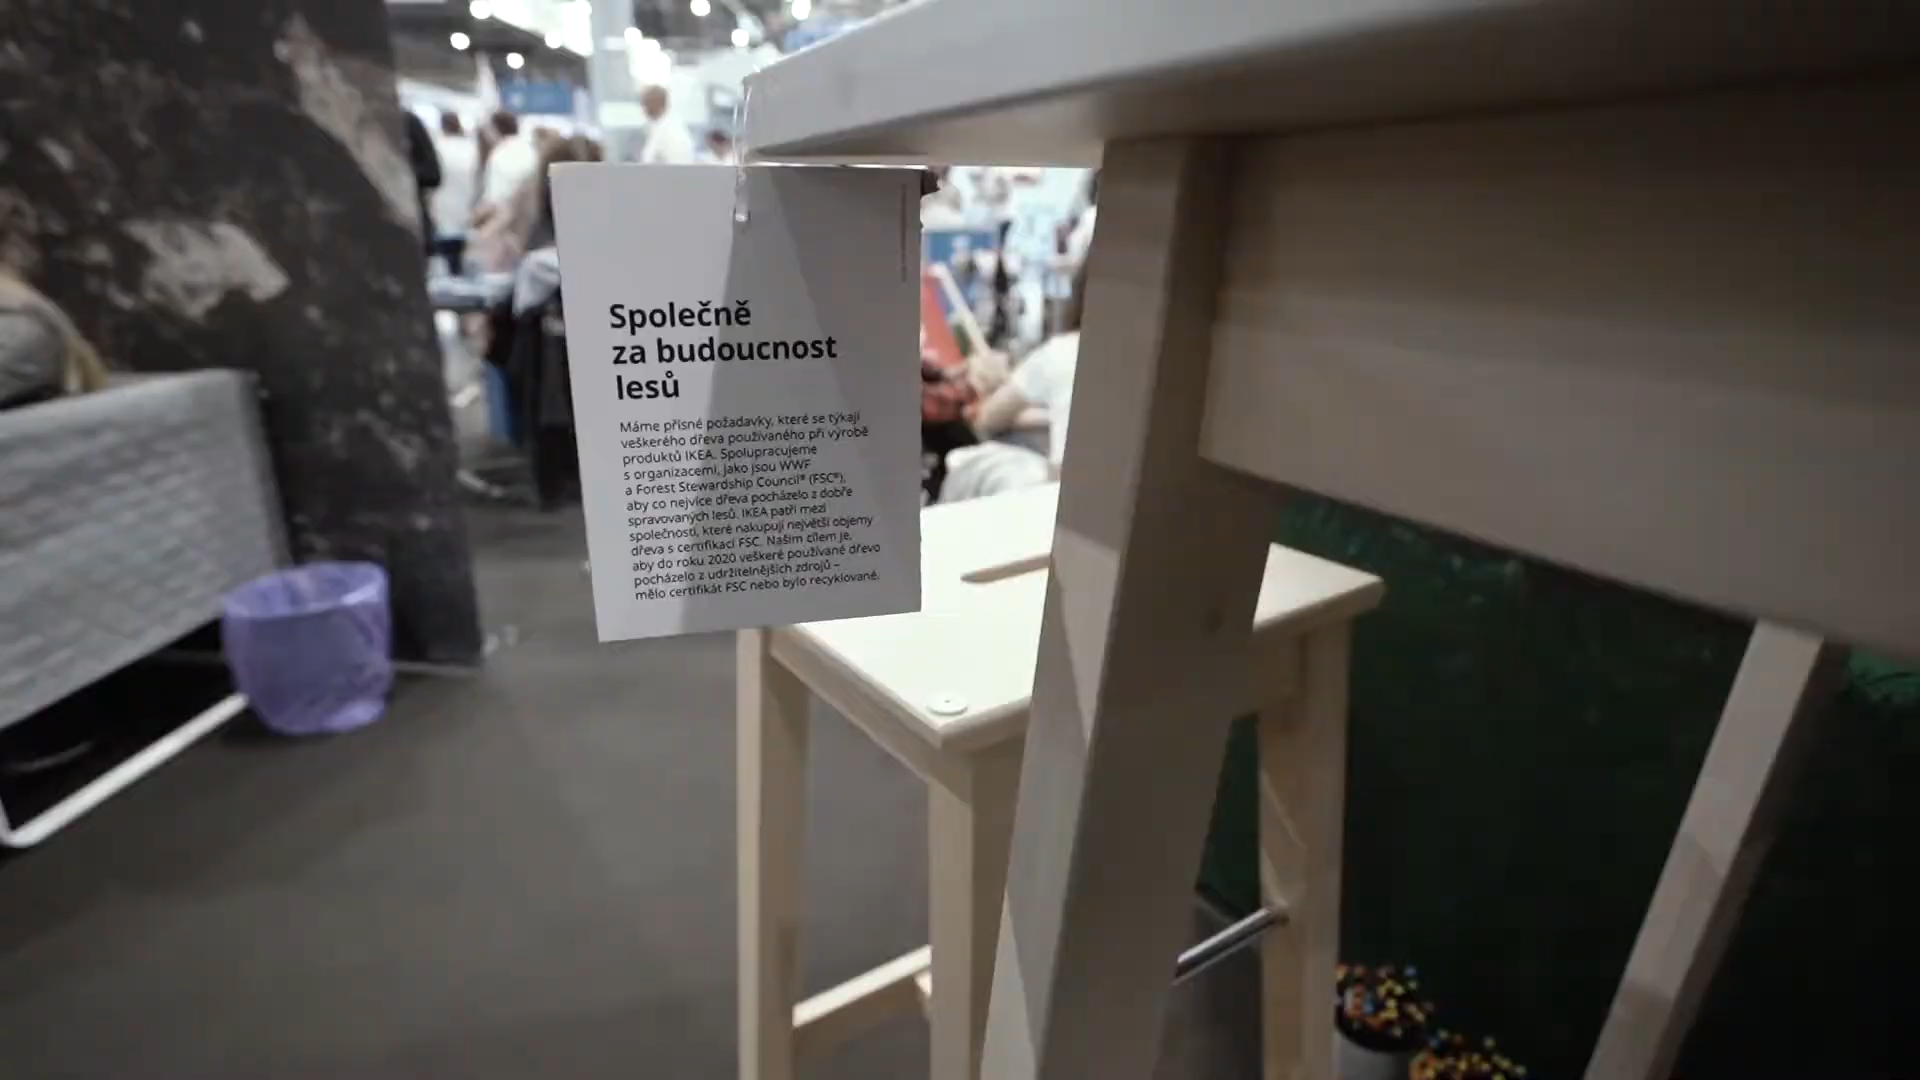 Společně
za budoucnost
lesů
Máme přísné požadavky, které se týkají
veškerého dřeva používaného při výrobě
produktů IKEA. Spolupracujeme
s organizacemi, jako jsou WWF
a Forest Stewardship Council® (FSC®),
aby co nejvíce dřeva pocházelo z dobře
spravovaných lesů. IKEA patří mezi
společnosti, které nakupují největší objemy
dřeva s certifikací FSC. Naším cílem je,
aby do roku 2020 veškeré používané dřevo
pocházelo z udržitelnějších zdrojů –
mělo certifikát FSC nebo bylo recyklované.